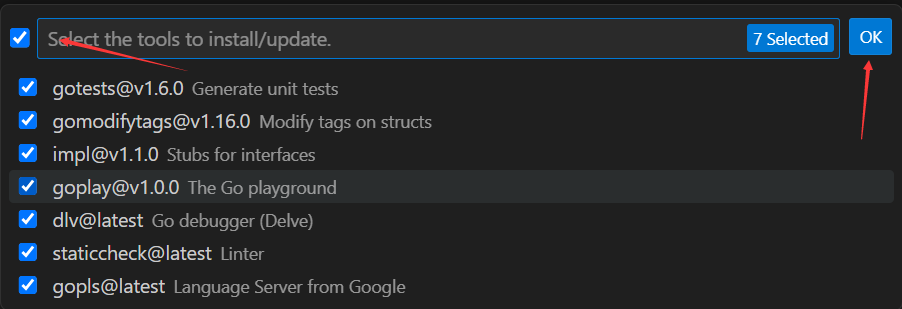 Select the tools to install/update.
7 Selected
OK
gotests@v1.6.0 Generate unit tests
gomodifytags@v1.16.0 Modify tags on structs
impl@v1.1.0 Stubs for interfaces
goplay@v1.0.0 The Go playground
dlv@latest Go debugger (Delve)
staticcheck@latest Linter
gopls@latest Language Server from Google